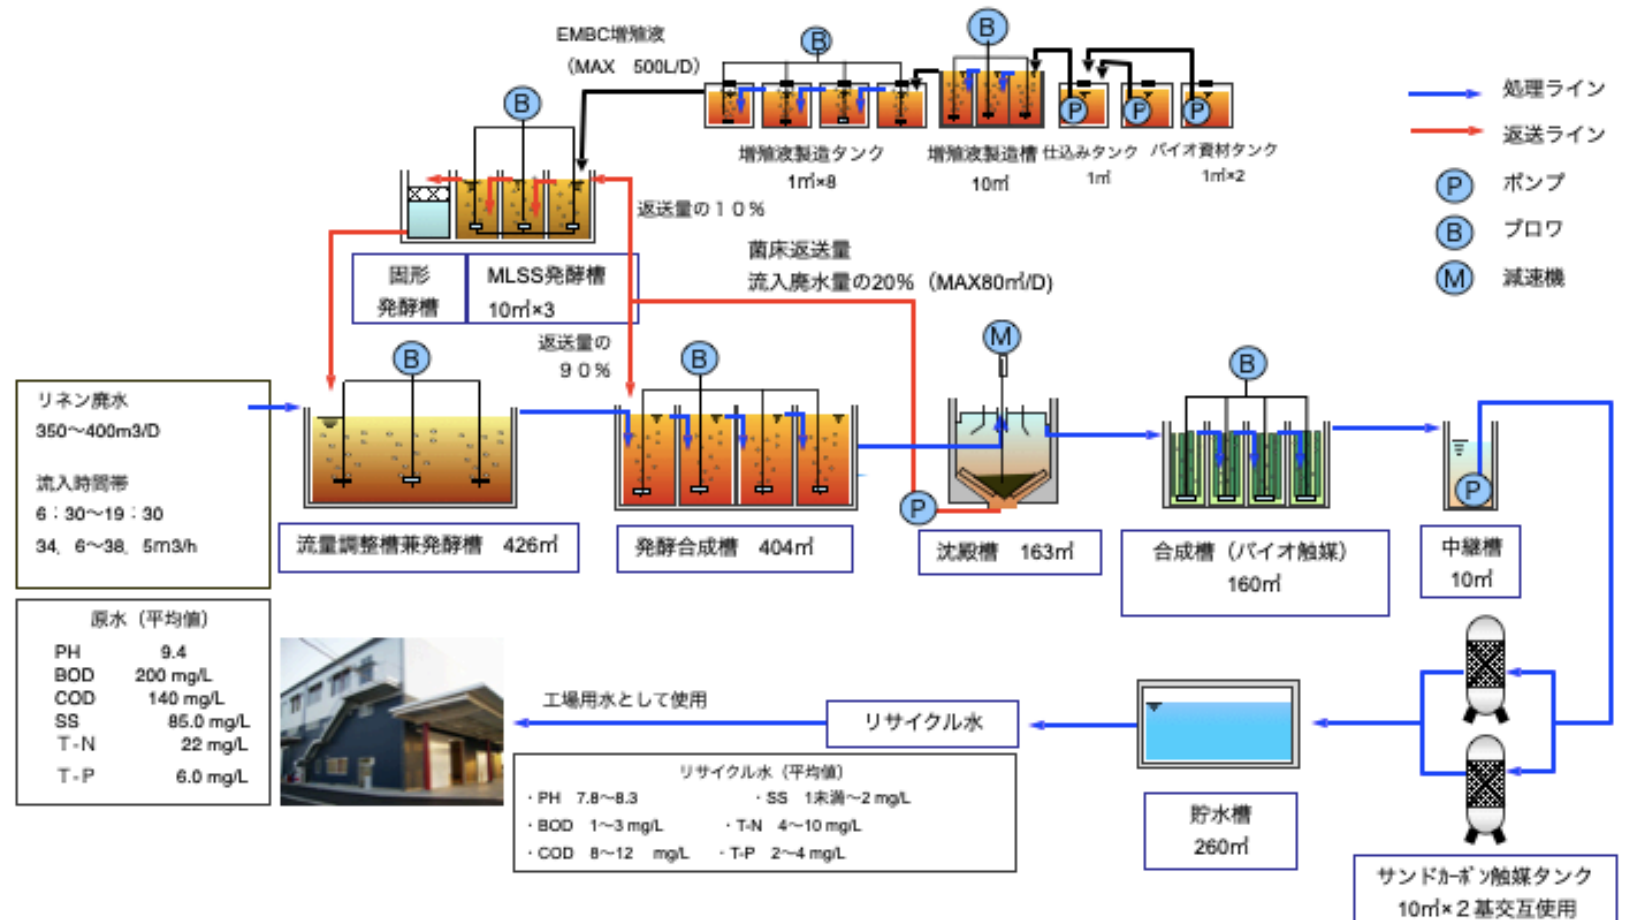 EMBC増殖液
（MAX　500L/D）
B
B
B
P
P
P
増殖液製造タンク
1㎥×8
増殖液製造槽
10㎥
仕込みタンク
1㎥
バイオ資材タンク
1㎥×2
処理ライン
返送ライン
P　ポンプ
B　ブロワ
M　減速機
返送量の１０％
菌床返送量
流入廃水量の20%（MAX80㎥/D)
固形
発酵槽
MLSS発酵槽
10㎥×3
返送量の
９０％
B
B
M
B
P
P
リネン廃水
350～400m3/D
流入時間帯
6：30～19：30
34．6～38．5m3/h
流量調整槽兼発酵槽　426㎥
発酵合成槽　404㎥
沈殿槽　163㎥
合成槽（バイオ触媒）
160㎥
中継槽
10㎥
原水（平均値）
PH　9.4
BOD　200 mg/L
COD　140 mg/L
SS　85.0 mg/L
T-N　22 mg/L
T-P　6.0 mg/L
工場用水として使用
リサイクル水
リサイクル水（平均値）
・PH　7.8～8.3　・SS　1未満～2 mg/L
・BOD　1～3 mg/L　・T-N　4～10 mg/L
・COD　8～12　mg/L　・T-P　2～4 mg/L
貯水槽
260㎥
サンドｶｰﾎﾞﾝ触媒タンク
10㎥×２基交互使用